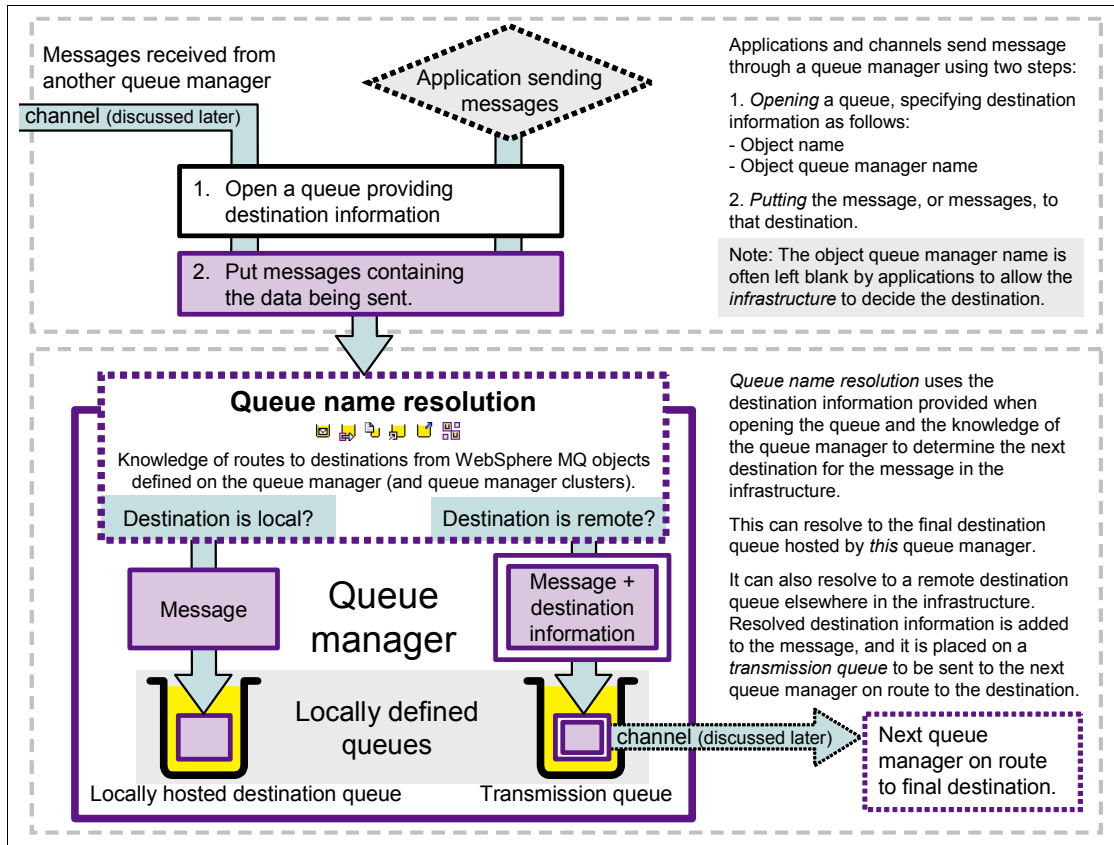 Messages received from
another queue manager
channel (discussed later)
Application sending
messages
1. Open a queue providing
destination information
2. Put messages containing
the data being sent.
Applications and channels send message
through a queue manager using two steps:
1. Opening a queue, specifying destination
information as follows:
- Object name
- Object queue manager name
2. Putting the message, or messages, to
that destination.
Note: The object queue manager name is
often left blank by applications to allow the
infrastructure to decide the destination.
Queue name resolution
Knowledge of routes to destinations from WebSphere MQ objects
defined on the queue manager (and queue manager clusters).
Destination is local?
Destination is remote?
Message
Queue
manager
Message +
destination
information
Locally defined
queues
channel (discussed later)
Locally hosted destination queue
Transmission queue
Queue name resolution uses the
destination information provided when
opening the queue and the knowledge of
the queue manager to determine the next
destination for the message in the
infrastructure.
This can resolve to the final destination
queue hosted by this queue manager.
It can also resolve to a remote destination
queue elsewhere in the infrastructure.
Resolved destination information is added
to the message, and it is placed on a
transmission queue to be sent to the next
queue manager on route to the destination.
Next queue
manager on route
to final destination.